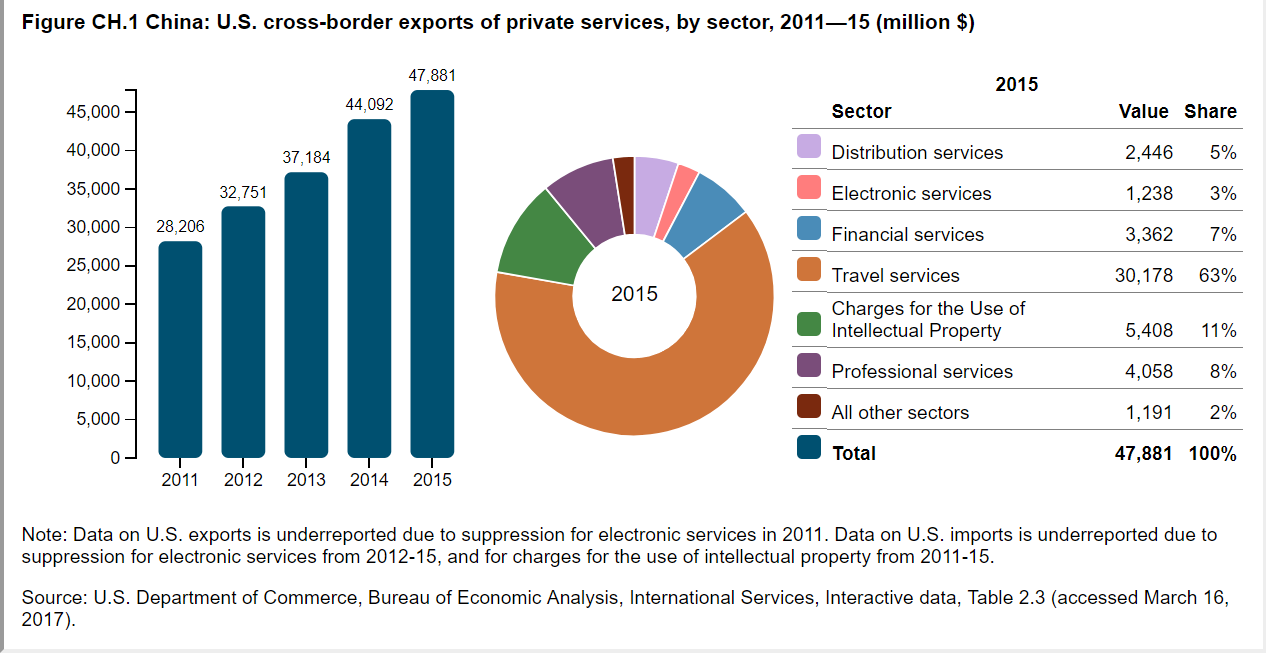 Figure CH.1 China: U.S. cross-border exports of private services, by sector, 2011—15 (million $)
45,000
40,000
35,000
30,000
25,000
20,000
15,000
10,000
5,000
0
28,206
32,751
37,184
44,092
47,881
2011 2012 2013 2014 2015
2015
2015
Sector Value Share
Distribution services 2,446 5%
Electronic services 1,238 3%
Financial services 3,362 7%
Travel services 30,178 63%
Charges for the Use of
Intellectual Property 5,408 11%
Professional services 4,058 8%
All other sectors 1,191 2%
Total 47,881 100%
Note: Data on U.S. exports is underreported due to suppression for electronic services in 2011. Data on U.S. imports is underreported due to
suppression for electronic services from 2012-15, and for charges for the use of intellectual property from 2011-15.
Source: U.S. Department of Commerce, Bureau of Economic Analysis, International Services, Interactive data, Table 2.3 (accessed March 16,
2017).